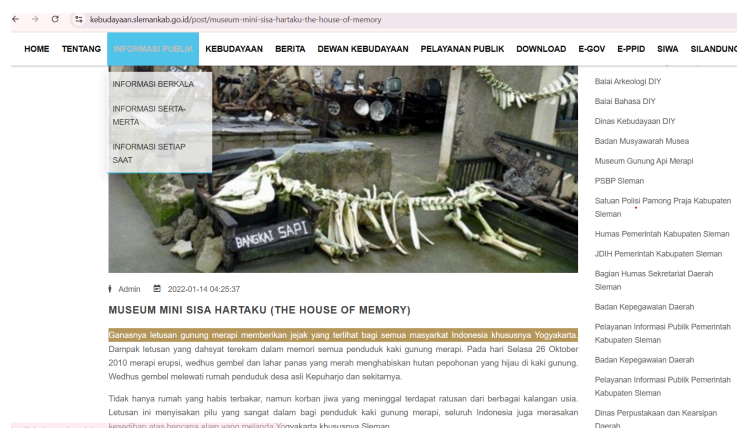 kebudayaan.slemankab.go.id/post/museum-mini-sisa-hartaku-the-house-of-memory
HOME TENTANG INFORMASI PUBLIK KEBUDAYAAN BERITA DEWAN KEBUDAYAAN PELAYANAN PUBLIK DOWNLOAD E-GOV E-PPID SIWA SILANDUNG
INFORMASI BERKALA
INFORMASI SERTA-
MERTA
INFORMASI SETIAP
SAAT
BANGKAI SAPI
Admin 2022-01-14 04:25:37
MUSEUM MINI SISA HARTAKU (THE HOUSE OF MEMORY)
Ganasnya letusan gunung merapi memberikan jejak yang terlihat bagi semua masyarkat Indonesia khususnya Yogyakarta.
Dampak letusan yang dahsyat terekam dalam memori semua penduduk kaki gunung merapi. Pada hari Selasa 26 Oktober
2010 merapi erupsi, wedhus gembel dan lahar panas yang merah menghabiskan hutan pepohonan yang hijau di kaki gunung.
Wedhus gembel melewati rumah penduduk desa asli Kepuharjo dan sekitarnya.
Tidak hanya rumah yang habis terbakar, namun korban jiwa yang meninggal terdapat ratusan dari berbagai kalangan usia.
Letusan ini menyisakan pilu yang sangat dalam bagi penduduk kaki gunung merapi, seluruh Indonesia juga merasakan
kesedihan atas bencana alam yang melanda Yogyakarta khususnya Sleman.
Balai Arkeologi DIY
Balai Bahasa DIY
Dinas Kebudayaan DIY
Badan Musyawarah Musea
Museum Gunung Api Merapi
PSBP Sleman
Satuan Polisi Pamong Praja Kabupaten
Sleman
Humas Pemerintah Kabupaten Sleman
JDIH Pemerintah Kabupaten Sleman
Bagian Humas Sekretariat Daerah
Sleman
Badan Kepegawaian Daerah
Pelayanan Informasi Publik Pemerintah
Kabupaten Sleman
Badan Kepegawaian Daerah
Pelayanan Informasi Publik Pemerintah
Kabupaten Sleman
Dinas Perpustakaan dan Kearsipan
Daerah